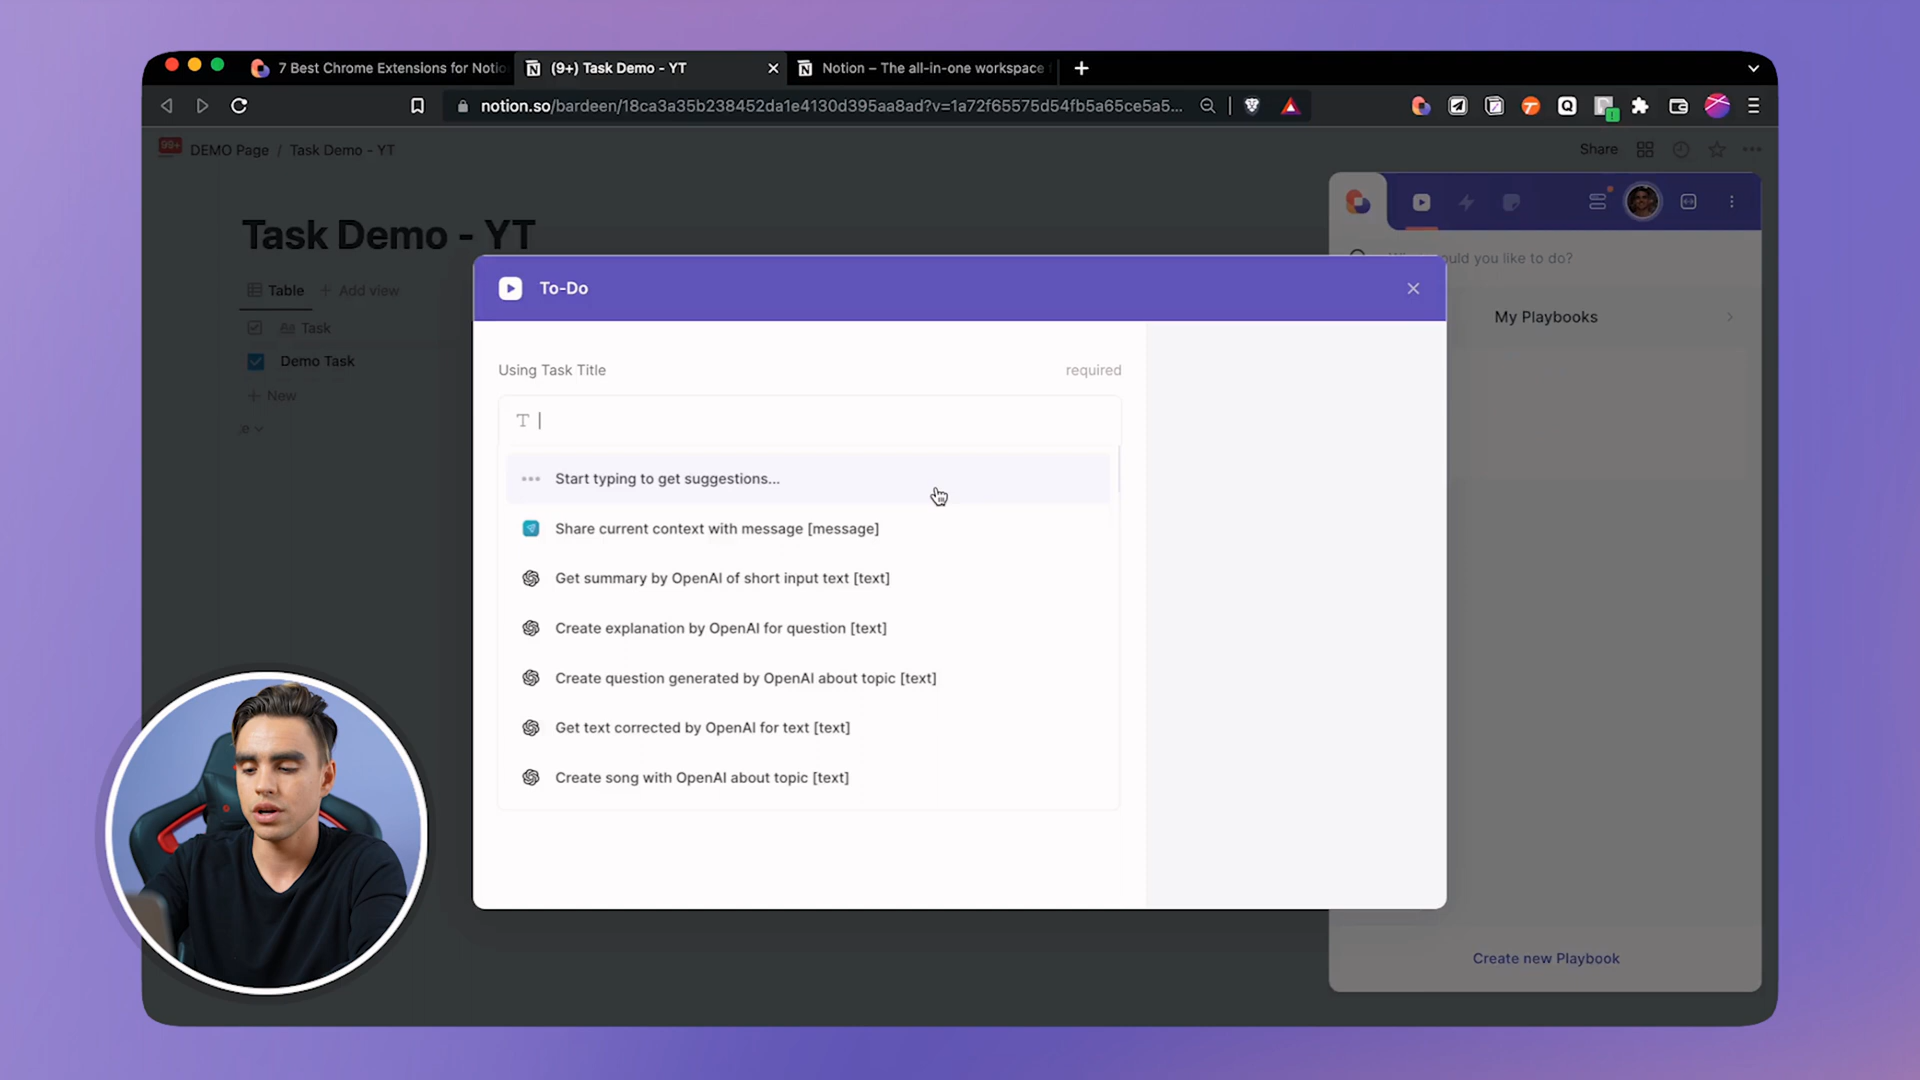 7 Best Chrome Extensions for Notio
(9+) Task Demo - YT
Notion – The all-in-one workspace f
notion.so/bardeen/18ca3a35b238452da1e4130d395aa8ad?v=1a72f65575d54fb5a65ce5a5...
99+
DEMO Page / Task Demo - YT
Share
Task Demo - YT
Table
+ Add view
Aa Task
Demo Task
+ New
To-Do
Using Task Title
required
T
Start typing to get suggestions...
Share current context with message [message]
Get summary by OpenAI of short input text [text]
Create explanation by OpenAI for question [text]
Create question generated by OpenAI about topic [text]
Get text corrected by OpenAI for text [text]
Create song with OpenAI about topic [text]
ould you like to do?
My Playbooks
Create new Playbook